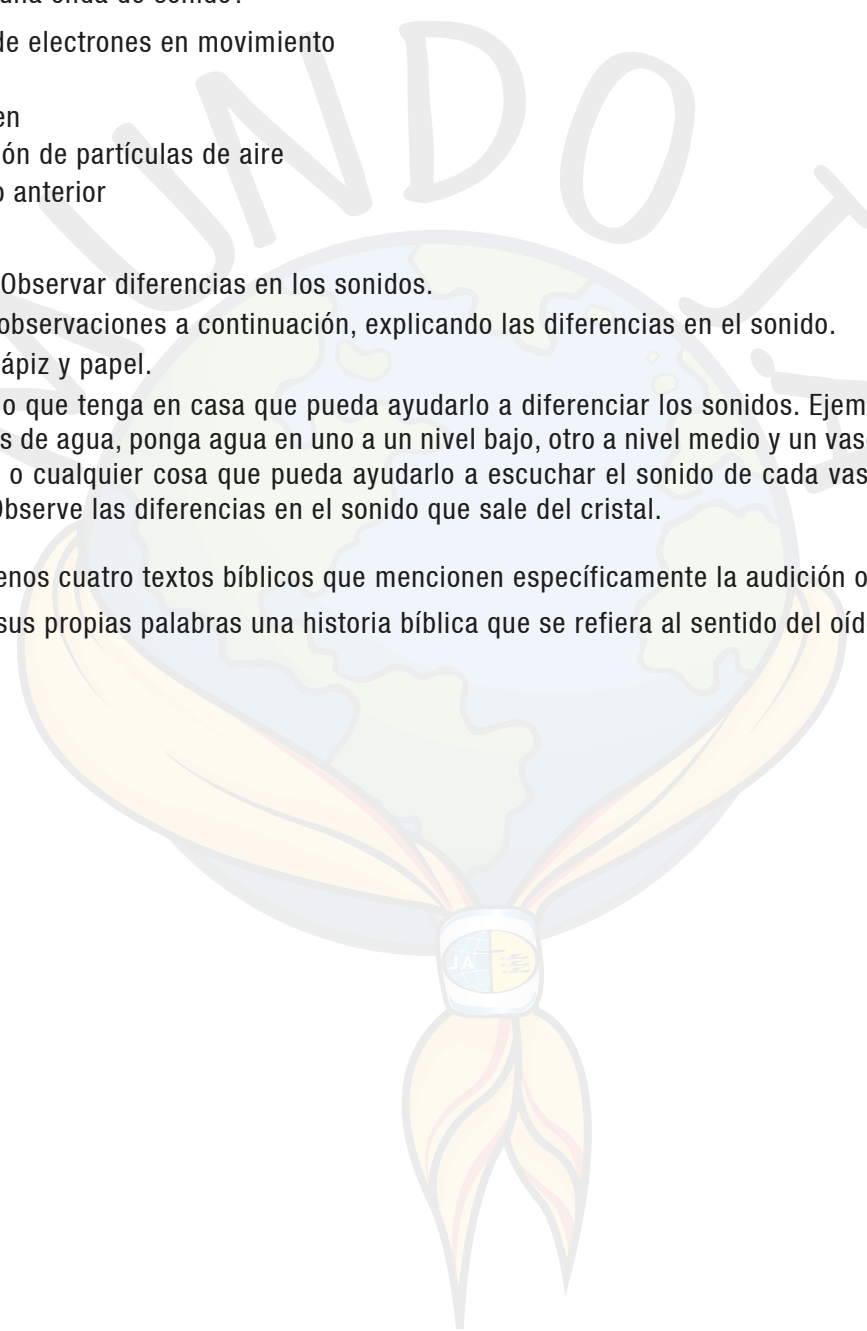 de electrones en movimiento
en
ón de partículas de aire
o anterior
Observar diferencias en los sonidos.
observaciones a continuación, explicando las diferencias en el sonido.
ápiz y papel.
o que tenga en casa que pueda ayudarlo a diferenciar los sonidos. Ejem
s de agua, ponga agua en uno a un nivel bajo, otro a nivel medio y un vas
o cualquier cosa que pueda ayudarlo a escuchar el sonido de cada vas
Observe las diferencias en el sonido que sale del cristal.
enos cuatro textos bíblicos que mencionen específicamente la audición o
sus propias palabras una historia bíblica que se refiera al sentido del oíd
MUNDO JA
JA